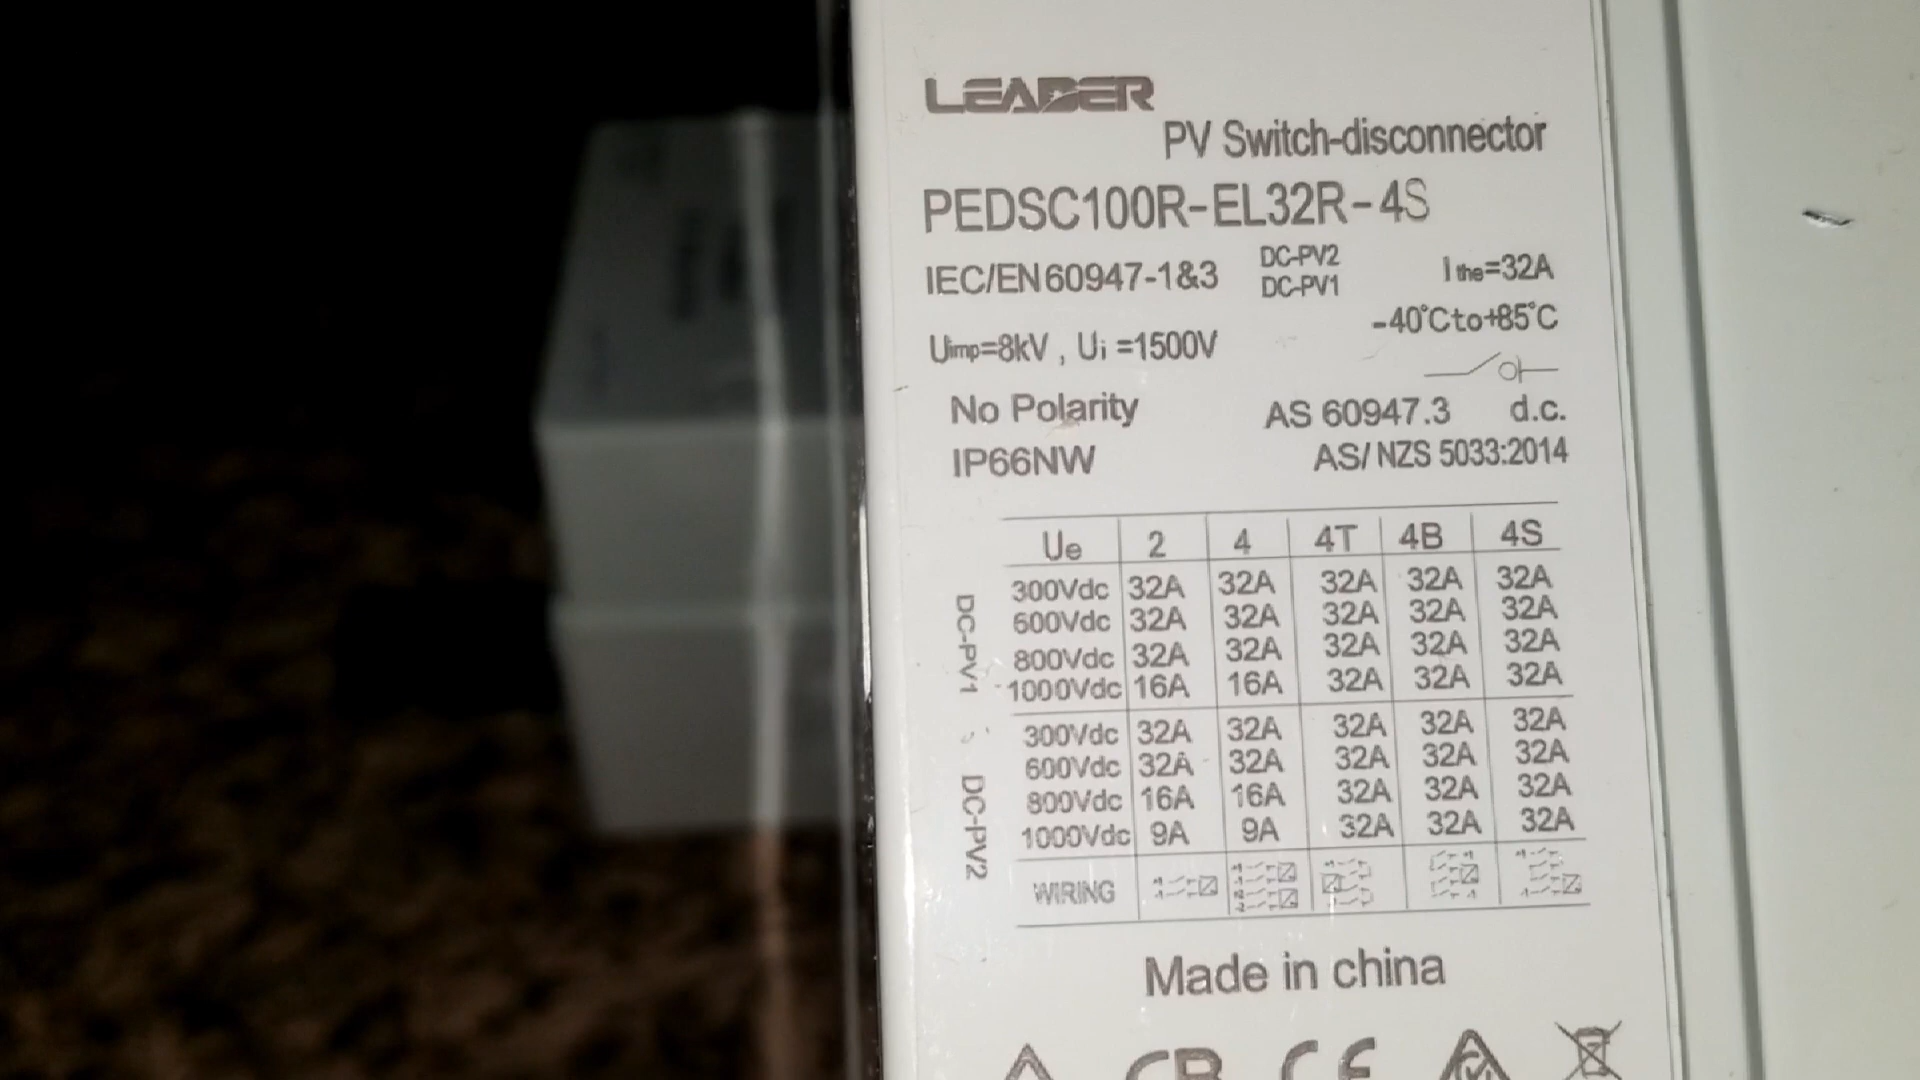 LEADER
PV Switch-disconnector
PEDSC100R-EL32R-4S
IEC/EN 60947-1&3 DC-PV2 DC-PV1 Ithe=32A
-40°Cto+85°C
Uimp=8kV , Ui =1500V
No Polarity AS 60947.3 d.c.
IP66NW AS/NZS 5033:2014
Ue 2 4 4T 4B 4S
DC-PV1
300Vdc 32A 32A 32A 32A 32A
600Vdc 32A 32A 32A 32A 32A
800Vdc 32A 32A 32A 32A 32A
1000Vdc 16A 16A 32A 32A 32A
DC-PV2
300Vdc 32A 32A 32A 32A 32A
600Vdc 32A 32A 32A 32A 32A
800Vdc 16A 16A 32A 32A 32A
1000Vdc 9A 9A 32A 32A 32A
WIRING
Made in china
CB CE